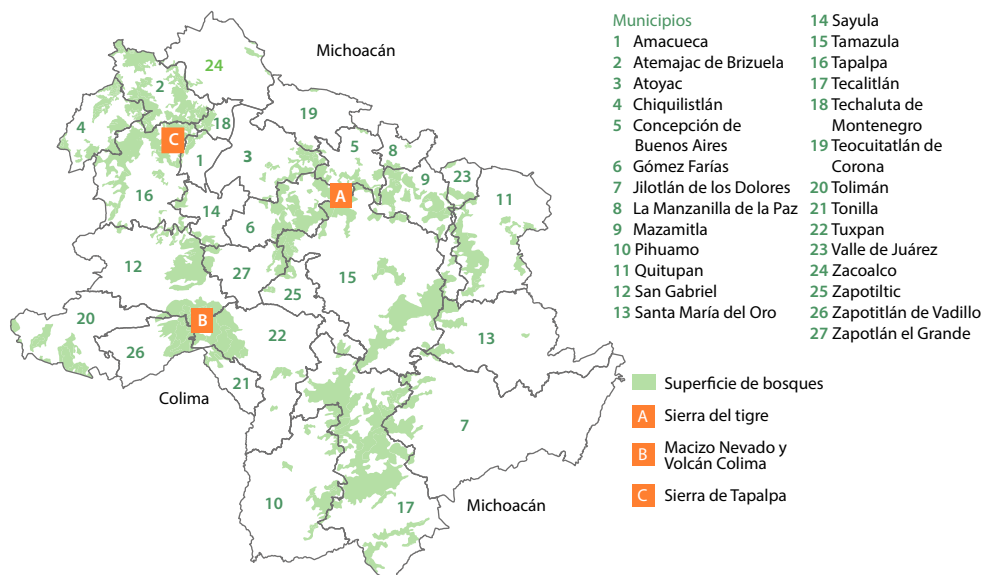 Michoacán
24
2
4
18
19
C
1
3
5
8
9
23
11
16
A
14
6
12
27
15
25
20
B
22
13
26
21
Colima
7
10
17
Michoacán
Municipios
1 Amacueca
2 Atemajac de Brizuela
3 Atoyac
4 Chiquilistlán
5 Concepción de
Buenos Aires
6 Gómez Farías
7 Jilotlán de los Dolores
8 La Manzanilla de la Paz
9 Mazamitla
10 Pihuamo
11 Quitupan
12 San Gabriel
13 Santa María del Oro
14 Sayula
15 Tamazula
16 Tapalpa
17 Tecalitlán
18 Techaluta de
Montenegro
19 Teocuitatlán de
Corona
20 Tolimán
21 Tonilla
22 Tuxpan
23 Valle de Juárez
24 Zacoalco
25 Zapotiltic
26 Zapotitlán de Vadillo
27 Zapotlán el Grande
Superficie de bosques
A Sierra del tigre
B Macizo Nevado y
Volcán Colima
C Sierra de Tapalpa